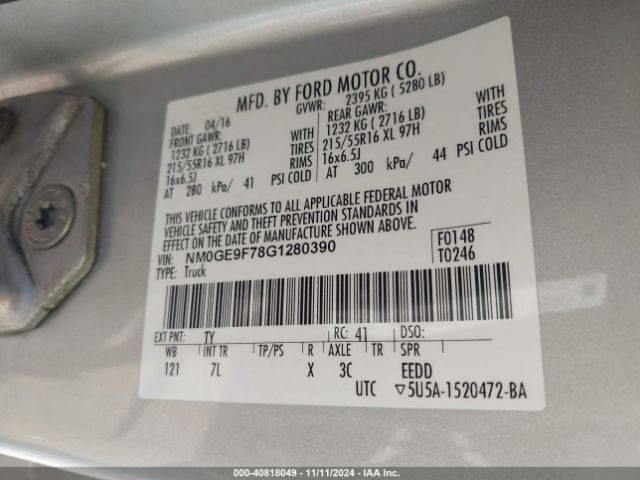 MFD. BY FORD MOTOR CO.
DATE: 04/16 GVWR: 2395 KG ( 5280 LB)
FRONT GAWR: REAR GAWR:
1232 KG ( 2716 LB) WITH 1232 KG ( 2716 LB) WITH
215/55R16 XL 97H TIRES 215/55R16 XL 97H TIRES
16x6.5J RIMS 16x6.5J RIMS
AT 280 kPa/ 41 PSI COLD AT 300 kPa/ 44 PSI COLD
THIS VEHICLE CONFORMS TO ALL APPLICABLE FEDERAL MOTOR
VEHICLE SAFETY AND THEFT PREVENTION STANDARDS IN
EFFECT ON THE DATE OF MANUFACTURE SHOWN ABOVE.
VIN: NM0GE9F78G1280390 F0148
TYPE: Truck T0246
EXT PNT: TY RC: 41 DSO:
WB INT TR TP/PS R AXLE TR SPR
121 7L X 3C EEDD
UTC ▽5U5A-1520472-BA
000-40818049 - 11/11/2024 - IAA Inc.